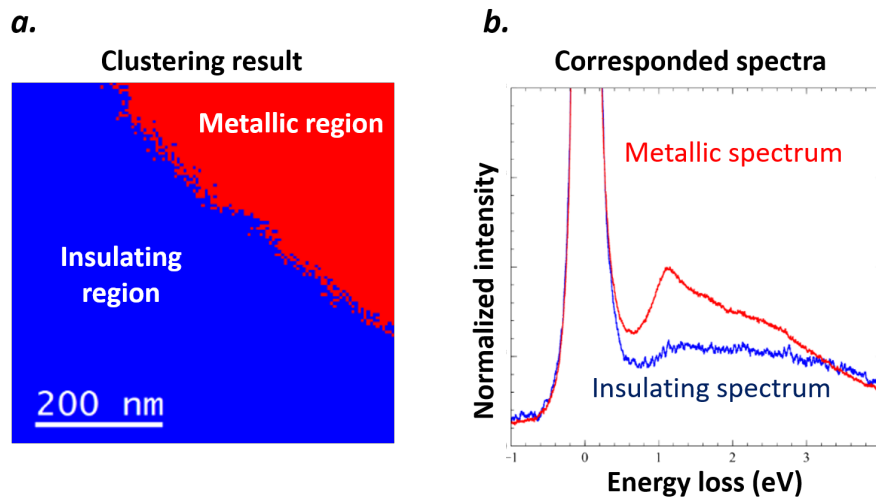 a.
Clustering result
Metallic region
Insulating
region
200 nm
b.
Corresponded spectra
Normalized intensity
Metallic spectrum
Insulating spectrum
-1 0 1 2 3
Energy loss (eV)